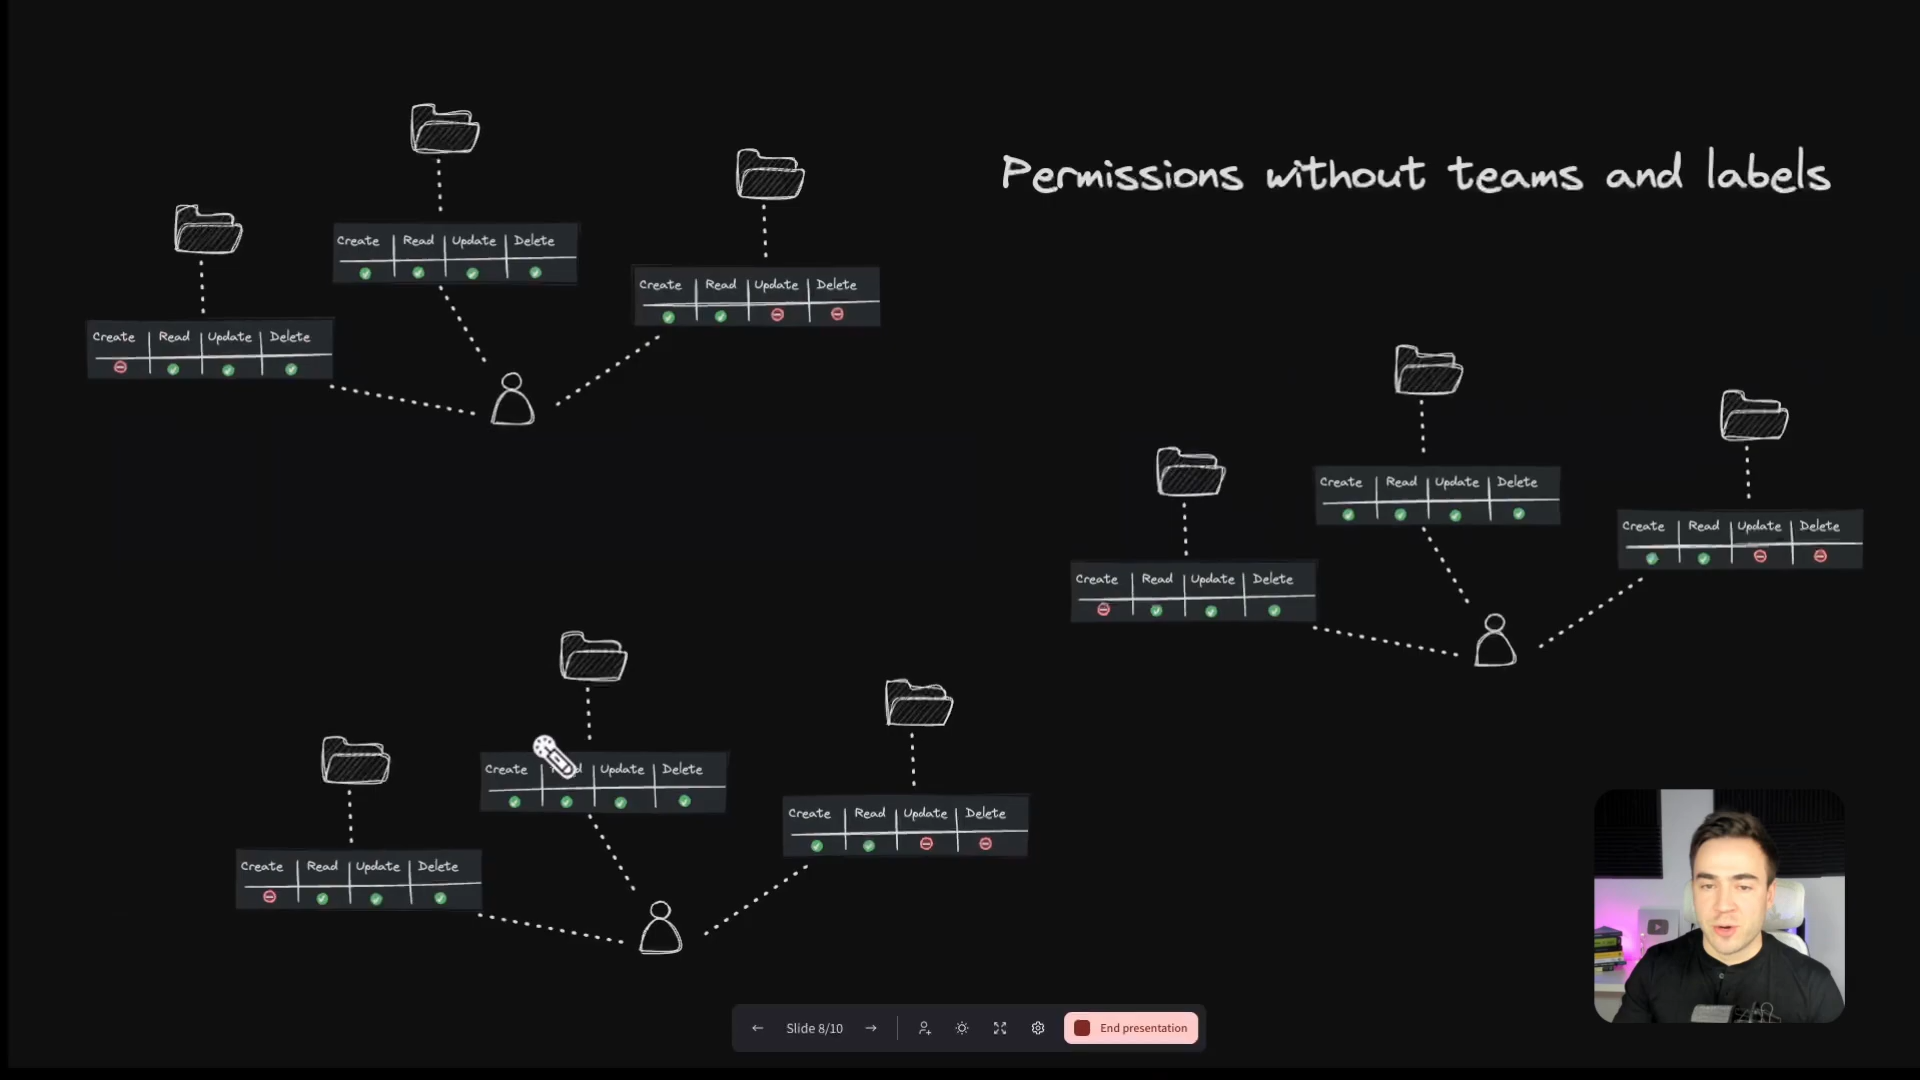 Permissions without teams and labels
Create Read Update Delete
Create Read Update Delete
Create Read Update Delete
Create Read Update Delete
Create Read Update Delete
Create Read Update Delete
Create Update Delete
Create Read Update Delete
Create Read Update Delete
Slide 8/10
End presentation